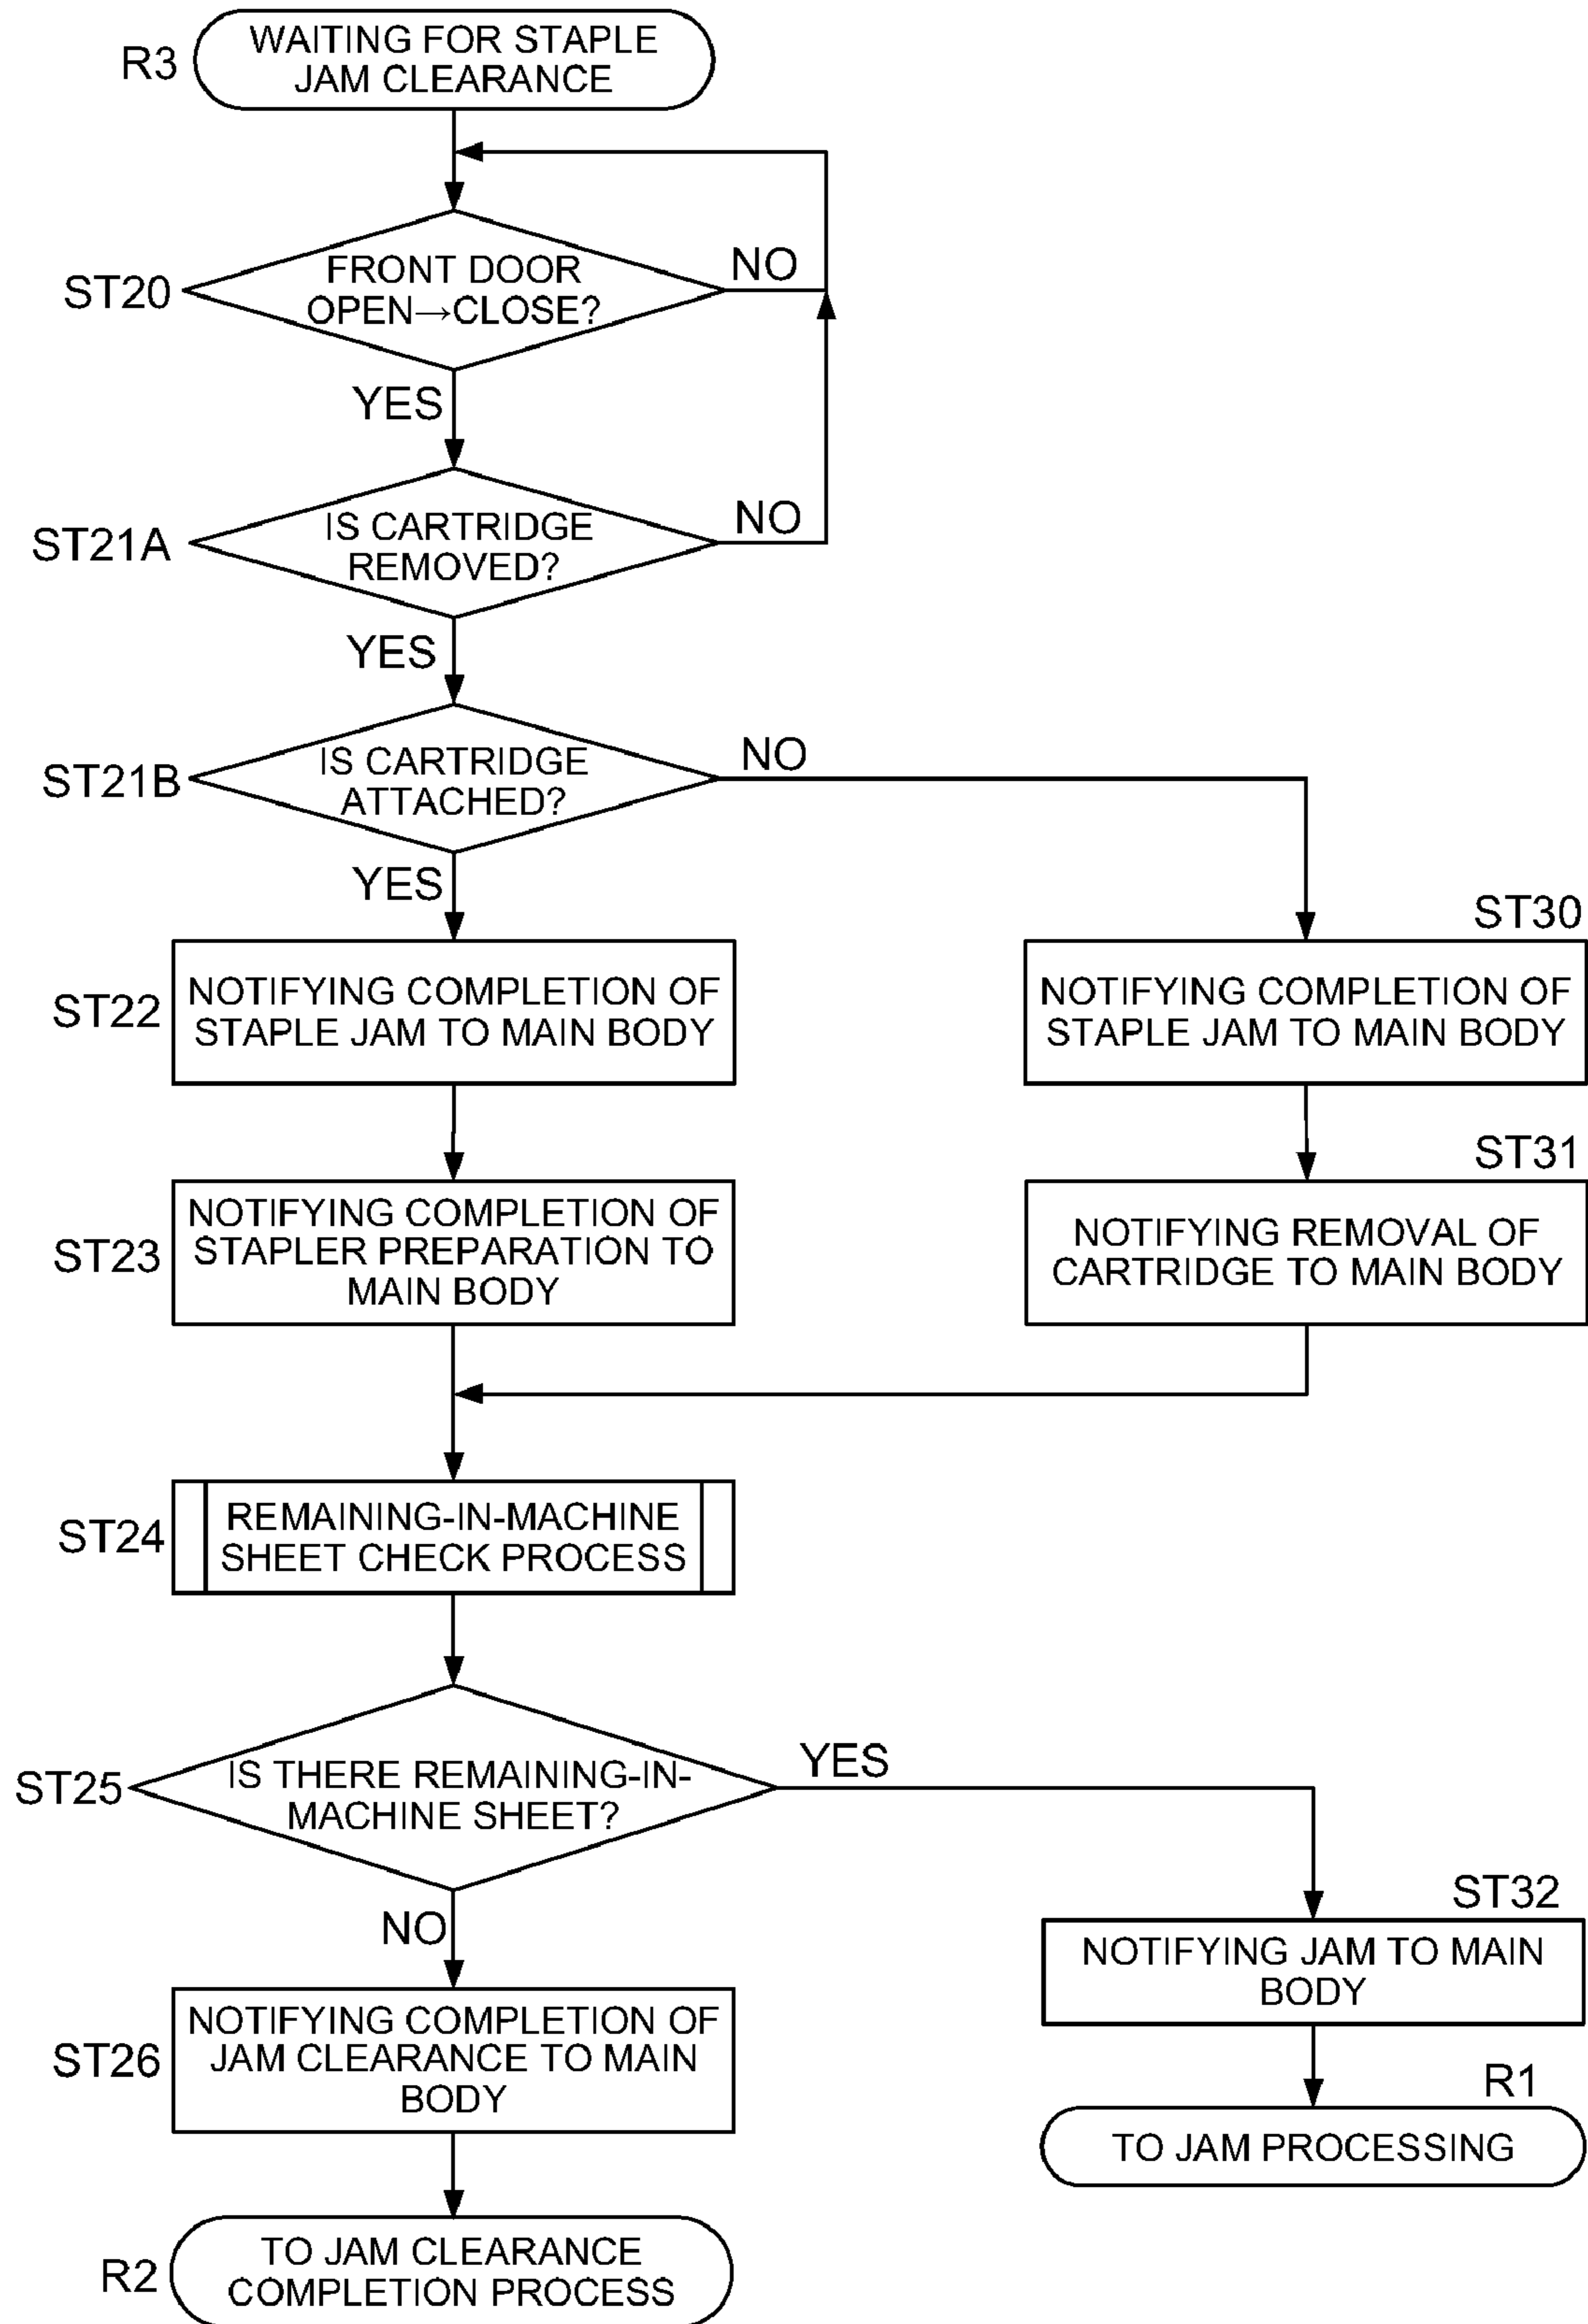 R3
WAITING FOR STAPLE
JAM CLEARANCE
ST20
FRONT DOOR
OPEN→CLOSE?
NO
YES
ST21A
IS CARTRIDGE
REMOVED?
NO
YES
ST21B
IS CARTRIDGE
ATTACHED?
NO
YES
ST22
NOTIFYING COMPLETION OF
STAPLE JAM TO MAIN BODY
ST30
NOTIFYING COMPLETION OF
STAPLE JAM TO MAIN BODY
ST23
NOTIFYING COMPLETION OF
STAPLER PREPARATION TO
MAIN BODY
ST31
NOTIFYING REMOVAL OF
CARTRIDGE TO MAIN BODY
ST24
REMAINING-IN-MACHINE
SHEET CHECK PROCESS
ST25
IS THERE REMAINING-IN-
MACHINE SHEET?
YES
NO
ST32
NOTIFYING JAM TO MAIN
BODY
ST26
NOTIFYING COMPLETION OF
JAM CLEARANCE TO MAIN
BODY
R1
TO JAM PROCESSING
R2
TO JAM CLEARANCE
COMPLETION PROCESS